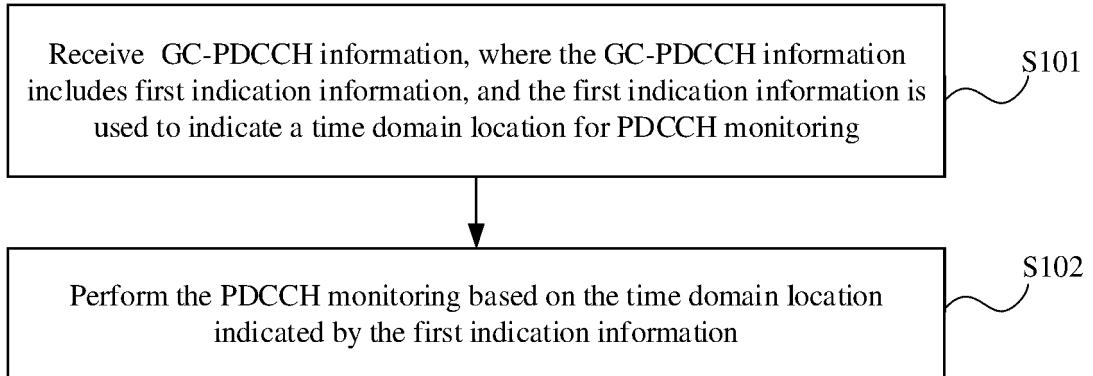 Receive GC-PDCCH information, where the GC-PDCCH information
includes first indication information, and the first indication information is
used to indicate a time domain location for PDCCH monitoring
S101
Perform the PDCCH monitoring based on the time domain location
indicated by the first indication information
S102